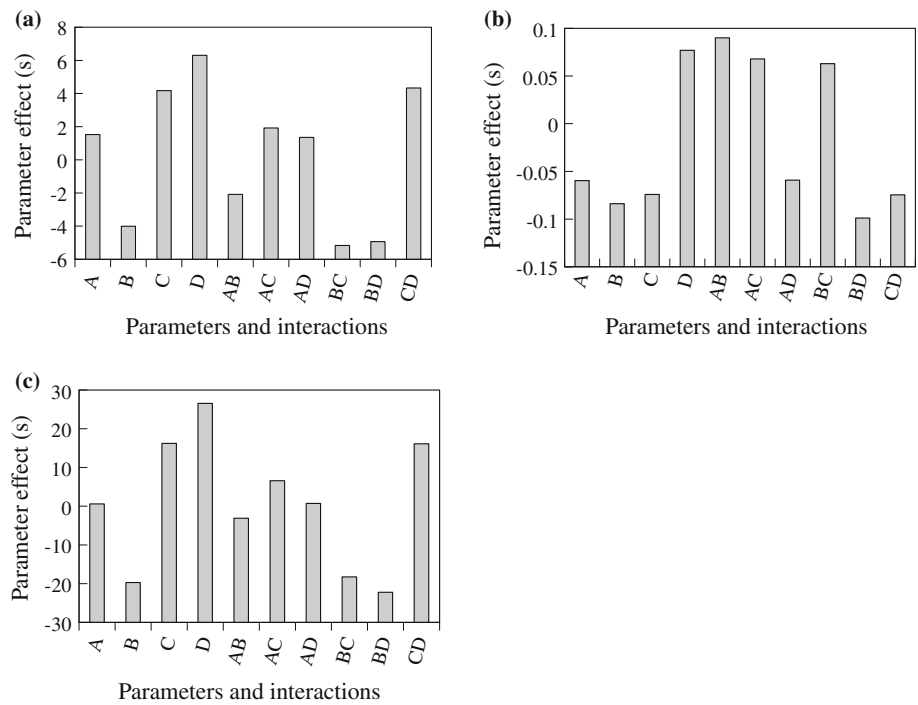 (a)
Parameter effect (s)
8
6
4
2
0
-2
-4
-6
A B C D AB AC AD BC BD CD
Parameters and interactions
(b)
Parameter effect (s)
0.1
0.05
0
-0.05
-0.1
-0.15
A B C D AB AC AD BC BD CD
Parameters and interactions
(c)
Parameter effect (s)
30
20
10
0
-10
-20
-30
A B C D AB AC AD BC BD CD
Parameters and interactions